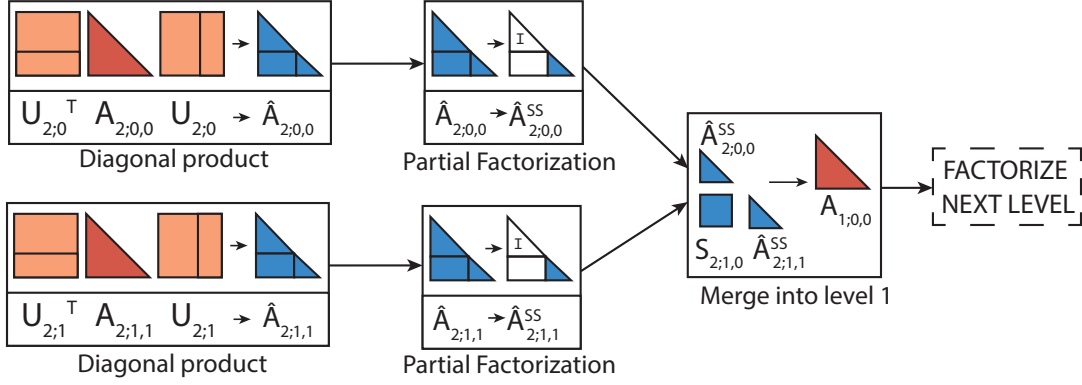 I
U₂;₀ᵀ A₂;₀,₀ U₂;₀ → Â₂;₀,₀
Â₂;₀,₀ → Âˢˢ₂;₀,₀
Diagonal product
Partial Factorization
I
U₂;₁ᵀ A₂;₁,₁ U₂;₁ → Â₂;₁,₁
Â₂;₁,₁ → Âˢˢ₂;₁,₁
Diagonal product
Partial Factorization
Âˢˢ₂;₀,₀
A₁;₀,₀
S₂;₁,₀ Âˢˢ₂;₁,₁
Merge into level 1
FACTORIZE
NEXT LEVEL